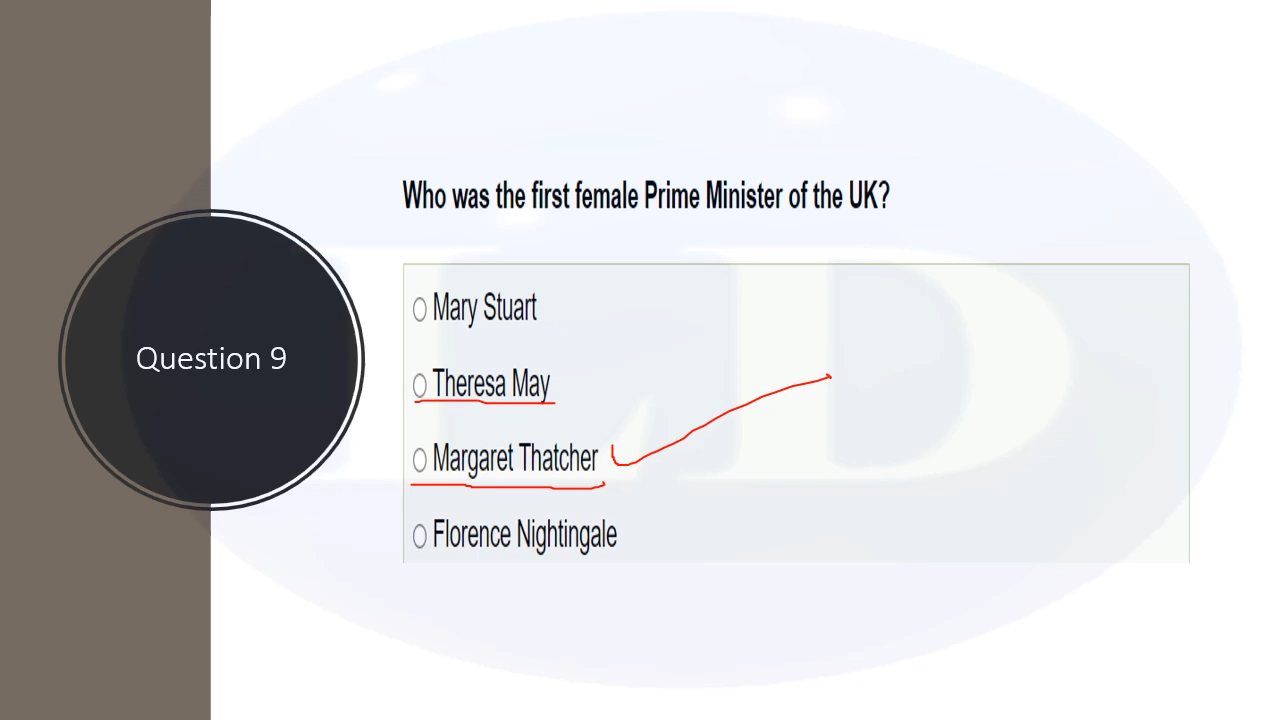 Who was the first female Prime Minister of the UK?
Mary Stuart
Theresa May
Question 9
Margaret Thatcher
Florence Nightingale